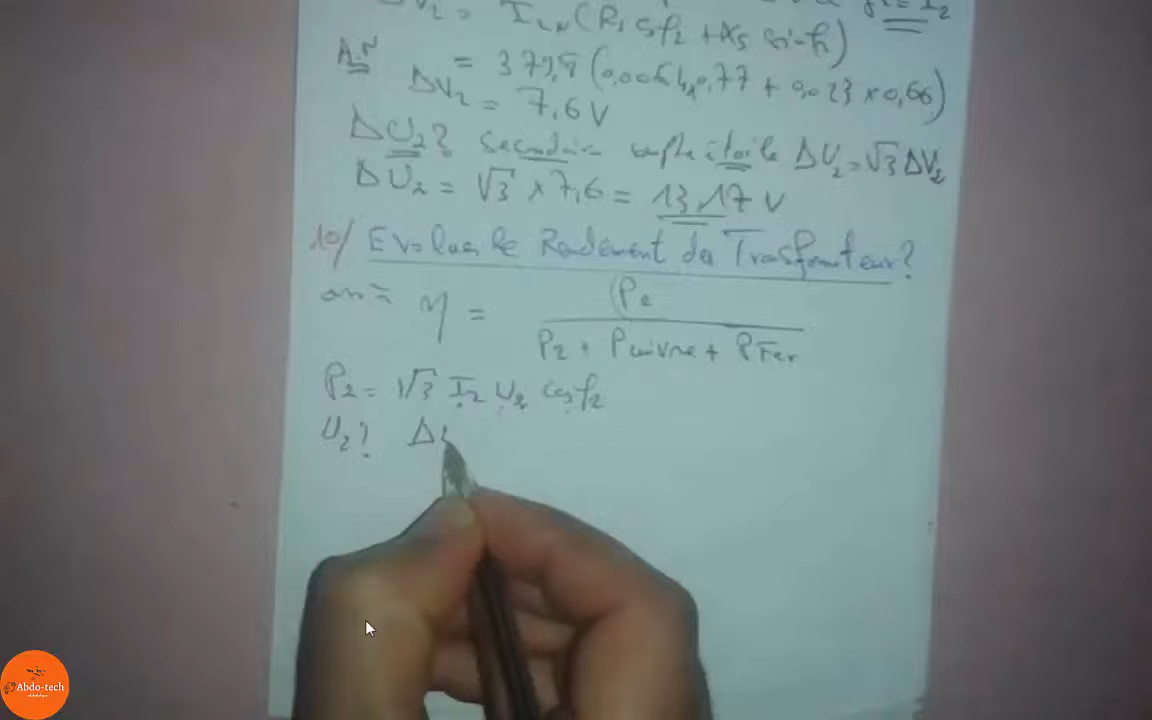 ΔV₂ = I₂N (Rs cosφ₂ + Xs sinφ₂)
A.N = 379,8 (0,0064 × 0,77 + 0,023 × 0,66)
ΔV₂ = 7,6 V
ΔU₂? Secondaire couplé étoile ΔU₂ = √3 ΔV₂
ΔU₂ = √3 × 7,6 = 13,17 V
10/ Evaluer le Rendement du Transformateur?
on a η = P₂ / P₂ + Pcuivre + PFer
P₂ = √3 I₂ U₂ cosφ₂
U₂? Δ
Abdo-tech